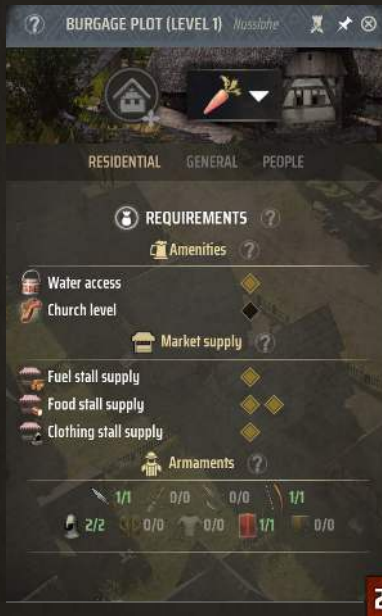 BURGAGE PLOT (LEVEL 1) Nusslohe
RESIDENTIAL GENERAL PEOPLE
REQUIREMENTS ?
Amenities ?
Water access
Church level
Market supply ?
Fuel stall supply
Food stall supply
Clothing stall supply
Armaments ?
1/1 0/0 0/0 1/1
2/2 0/0 0/0 1/1 0/0